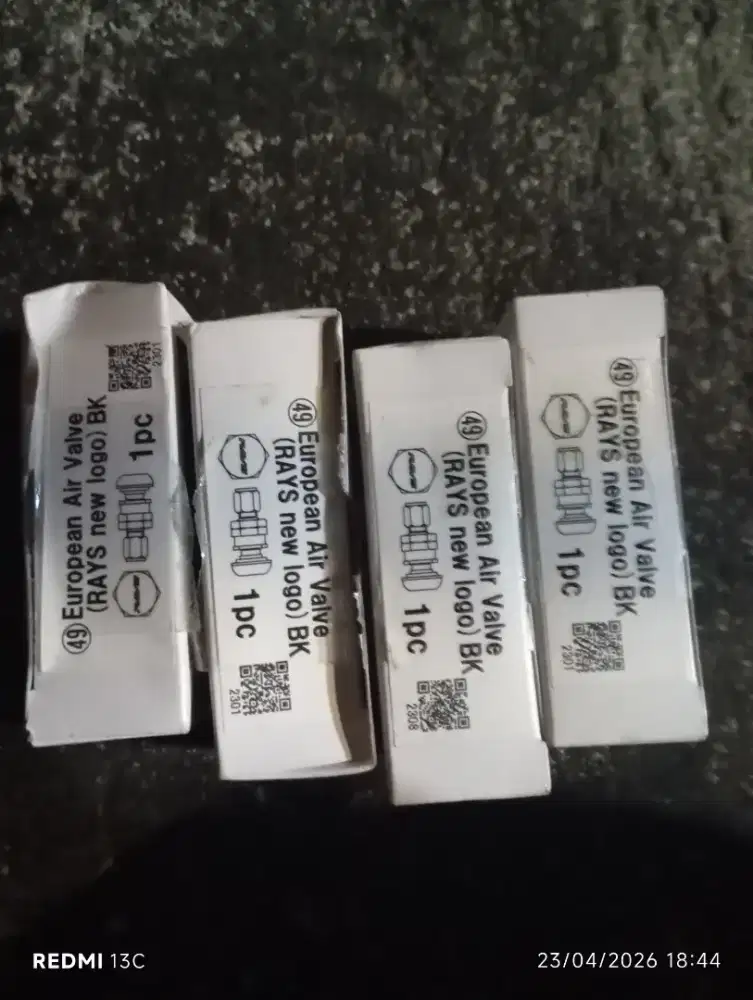 ㊾ European Air Valve
(RAYS new logo) BK
1pc
2301
㊾ European Air Valve
(RAYS new logo) BK
1pc
2301
㊾ European Air Valve
(RAYS new logo) BK
1pc
2308
㊾ European Air Valve
(RAYS new logo) BK
1pc
2301
REDMI 13C
23/04/2026 18:44